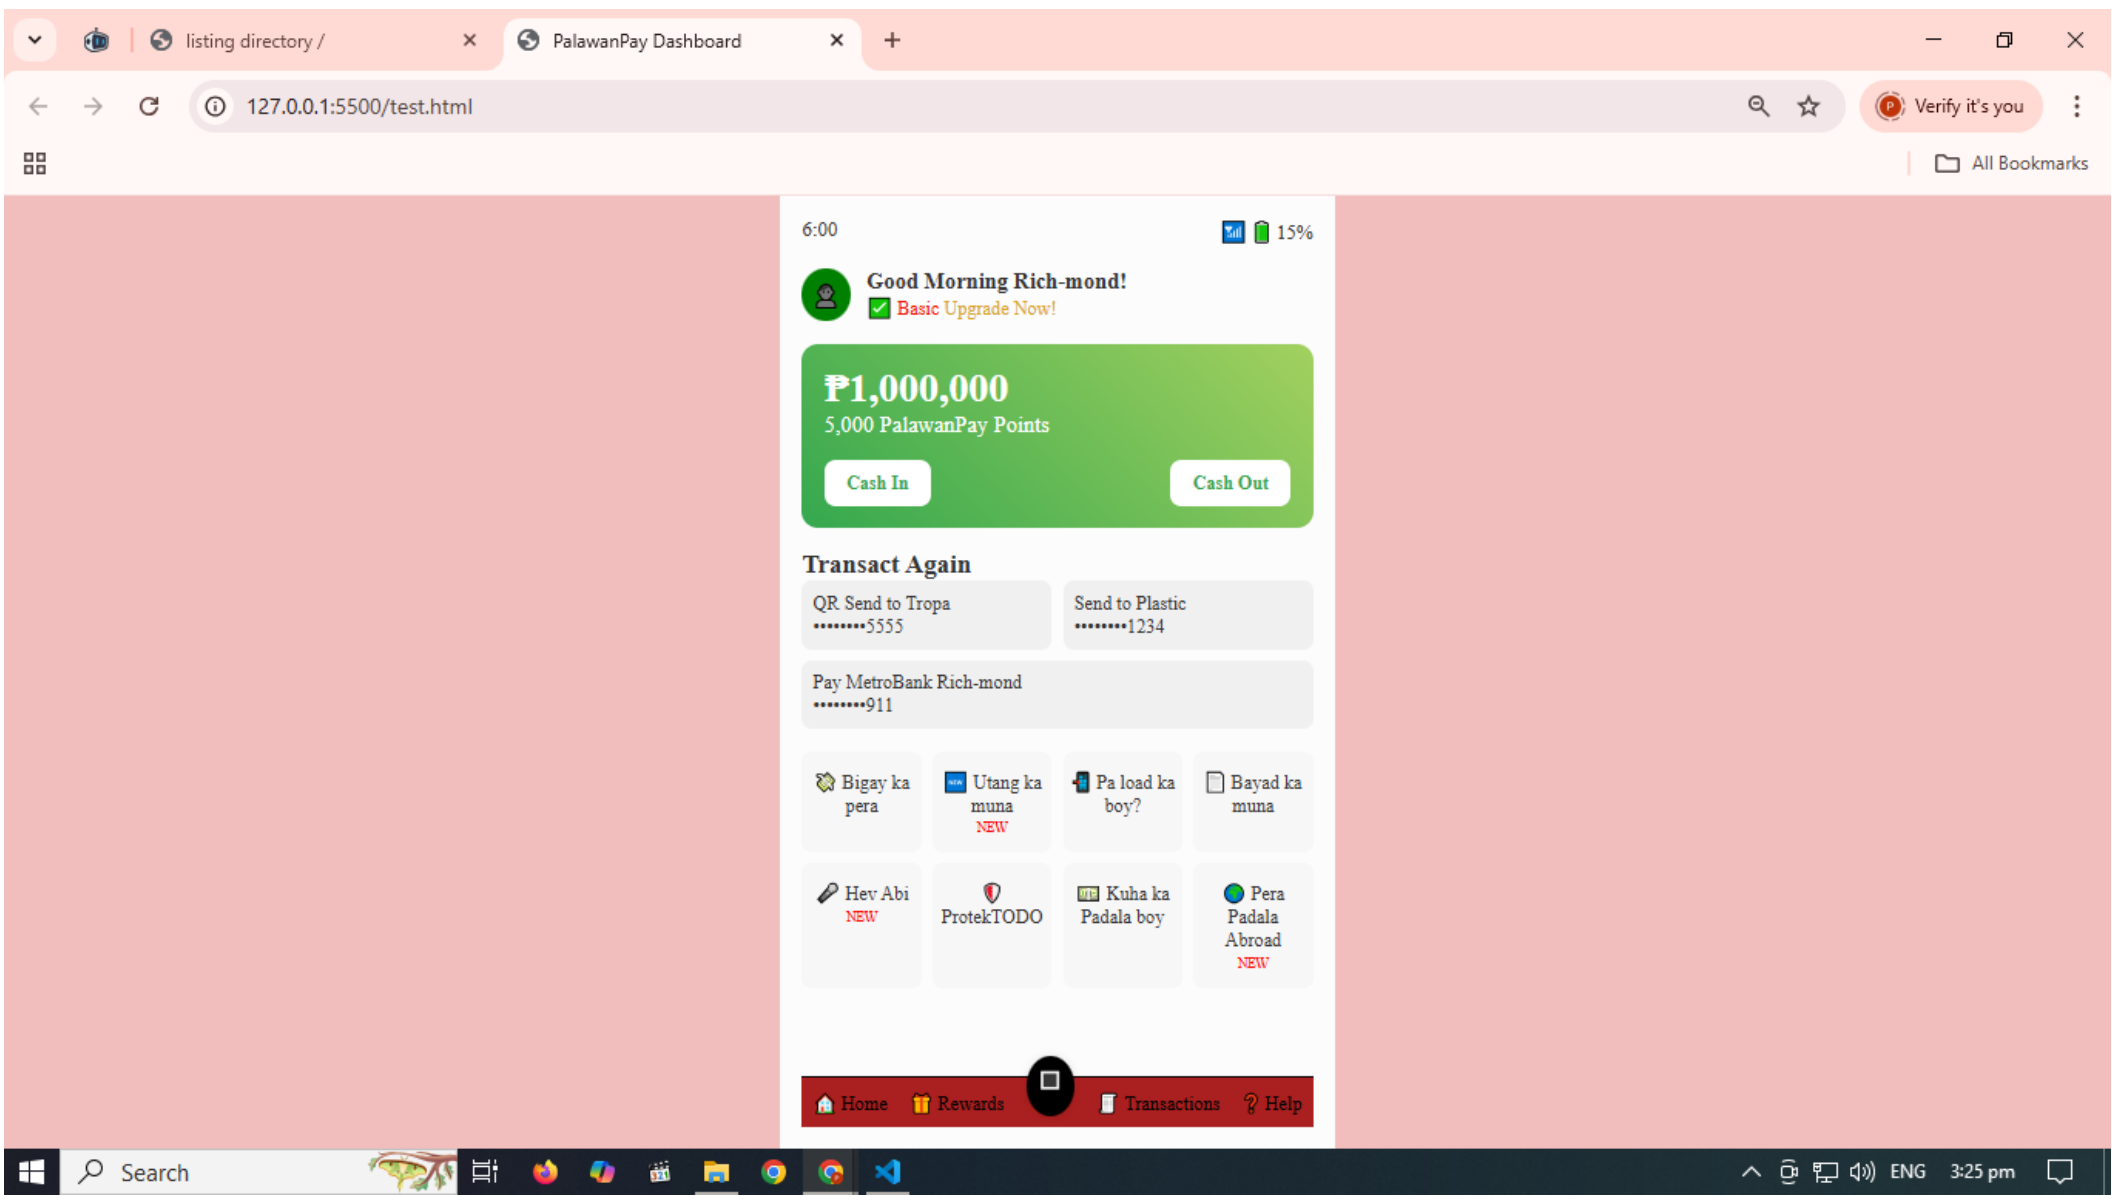 listing directory /
PalawanPay Dashboard
127.0.0.1:5500/test.html
Verify it's you
All Bookmarks
6:00
15%
Good Morning Rich-mond!
Basic Upgrade Now!
₱1,000,000
5,000 PalawanPay Points
Cash In
Cash Out
Transact Again
QR Send to Tropa
••••••••5555
Send to Plastic
••••••••1234
Pay MetroBank Rich-mond
••••••••911
Bigay ka
pera
Utang ka
muna
NEW
Pa load ka
boy?
Bayad ka
muna
Hev Abi
NEW
ProtekTODO
Kuha ka
Padala boy
Pera
Padala
Abroad
NEW
Home
Rewards
Transactions
Help
Search
ENG
3:25 pm